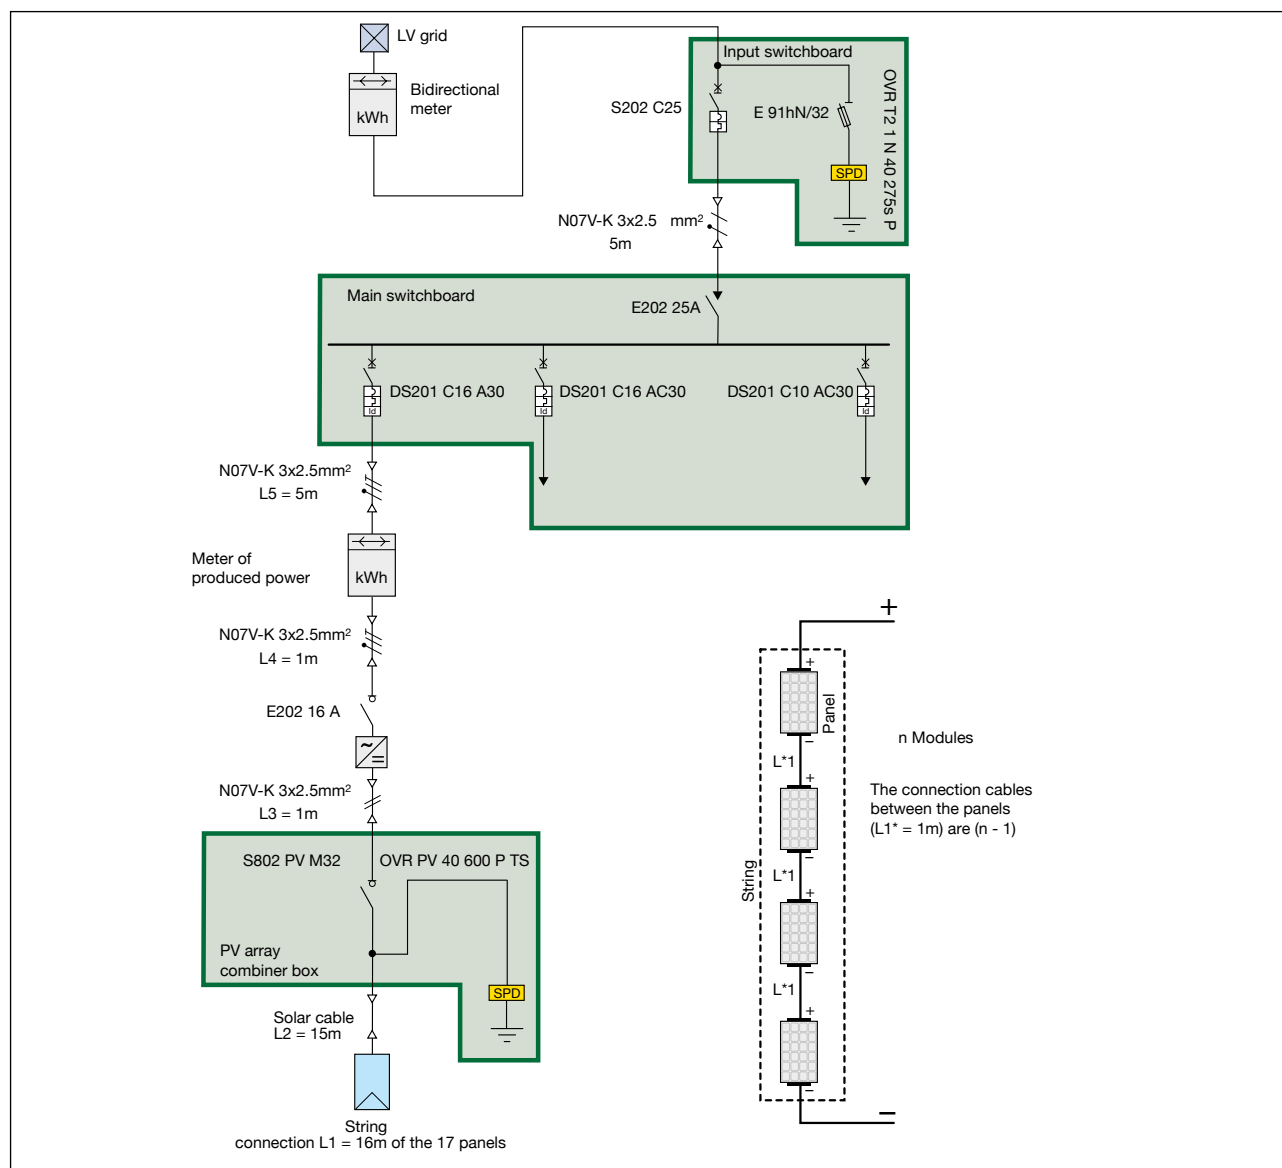 LV grid
Bidirectional
meter
kWh
Input switchboard
S202 C25
E 91hN/32
SPD
OVR T2 1 N 40 275s P
N07V-K 3x2.5 mm²
5m
Main switchboard
E202 25A
DS201 C16 A30
Id
DS201 C16 AC30
Id
DS201 C10 AC30
Id
N07V-K 3x2.5mm²
L5 = 5m
Meter of
produced power
kWh
N07V-K 3x2.5mm²
L4 = 1m
E202 16 A
N07V-K 3x2.5mm²
L3 = 1m
S802 PV M32
OVR PV 40 600 P TS
PV array
combiner box
SPD
Solar cable
L2 = 15m
String
connection L1 = 16m of the 17 panels
+
+
Panel
–
L*1
+
–
L*1
+
–
L*1
+
–
–
String
n Modules
The connection cables
between the panels
(L1* = 1m) are (n - 1)